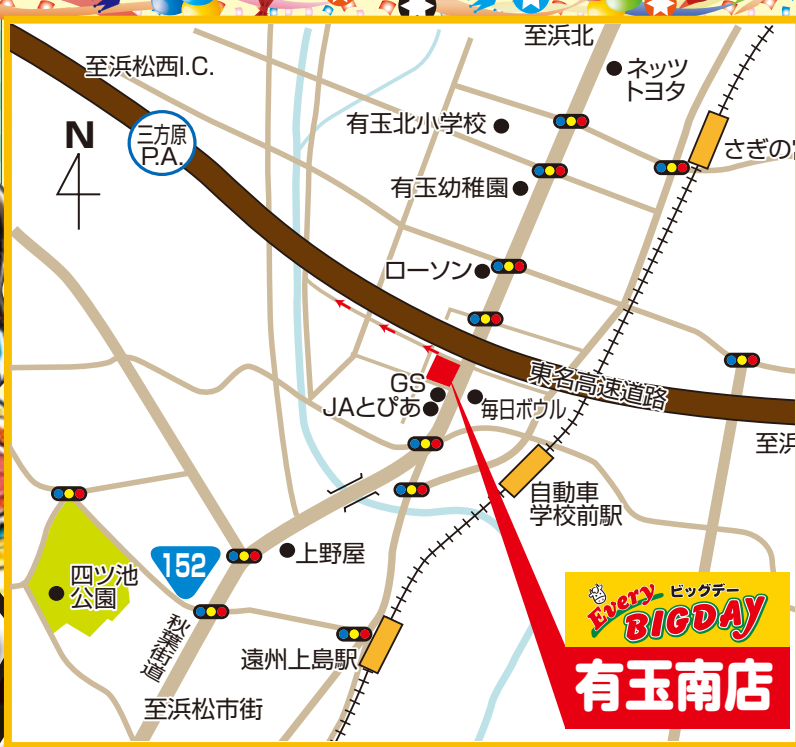 至浜北
至浜松西I.C.
ネッツ
トヨタ
三方原
P.A.
N
有玉北小学校
さぎの
有玉幼稚園
ローソン
東名高速道路
GS
JAとぴあ
毎日ボウル
至浜
自動車
学校前駅
上野屋
152
四ツ池
公園
秋葉街道
遠州上島駅
至浜松市街
Every
ビッグデー
BIGDAY
有玉南店